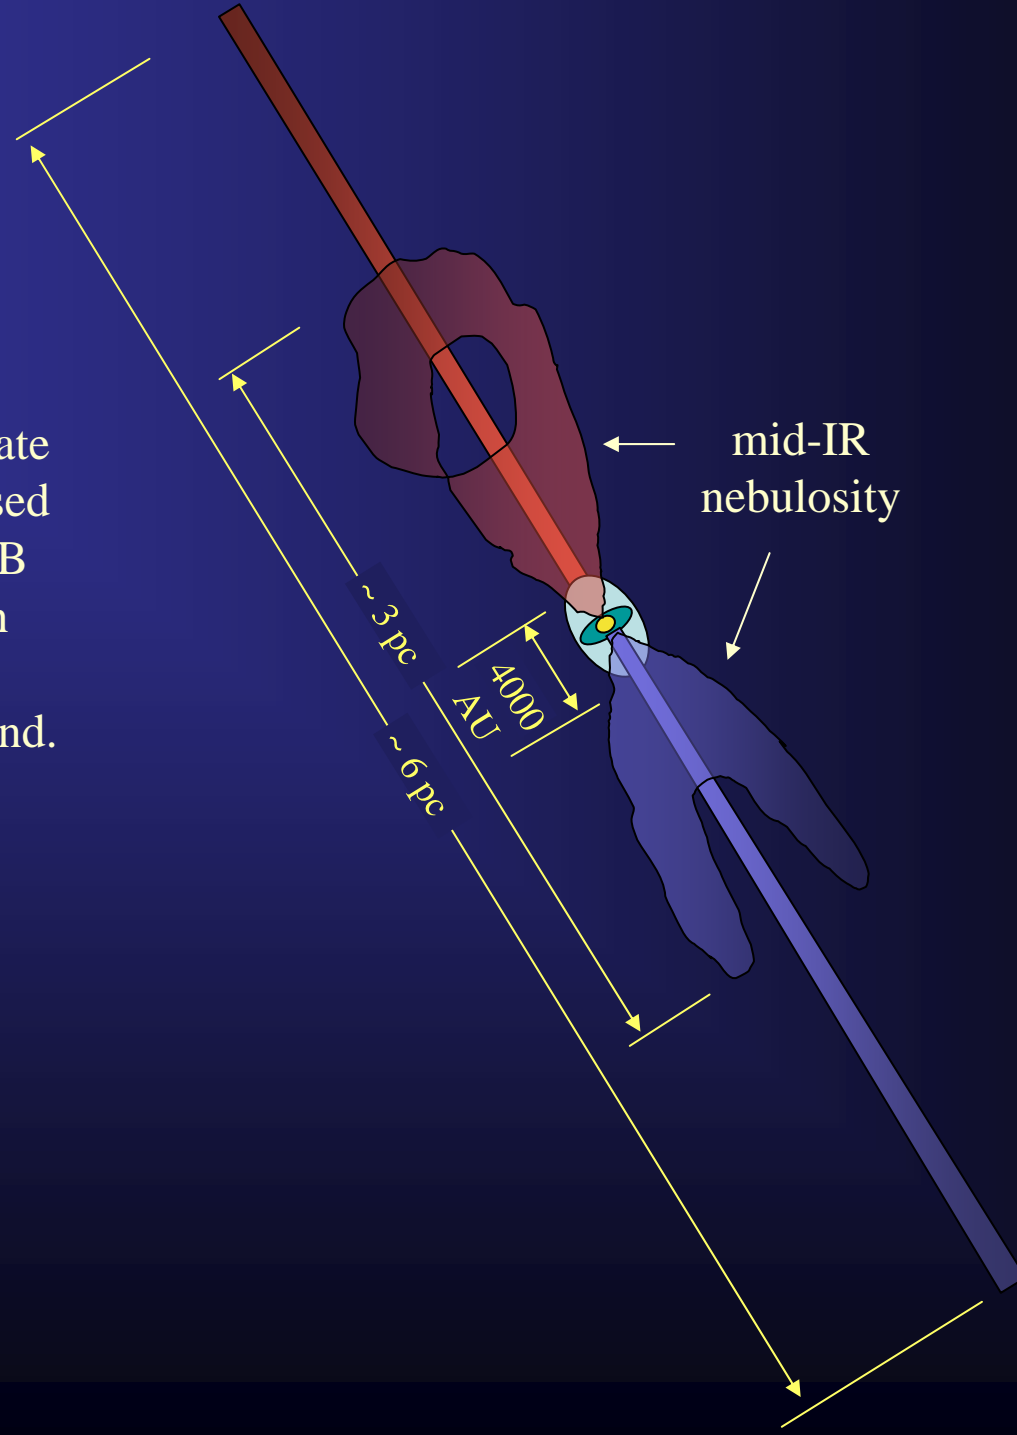 ate
sed
B
n
nd.
mid-IR
nebulosity
~ 3 pc
4000
AU
~ 6 pc